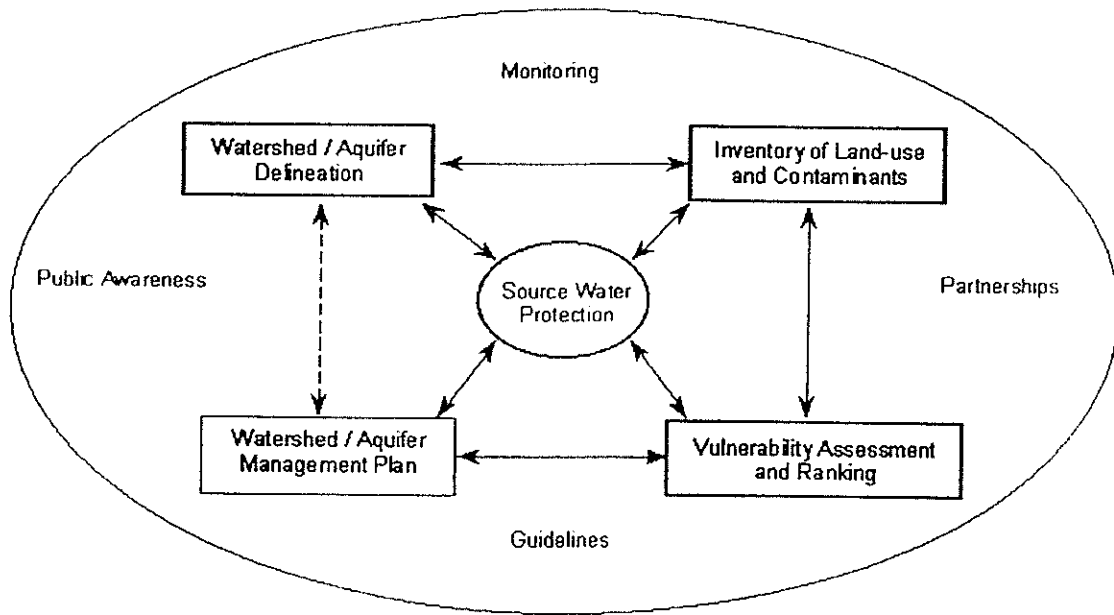 Monitoring
Watershed / Aquifer
Delineation
Inventory of Land-use
and Contaminants
Public Awareness
Source Water
Protection
Partnerships
Watershed / Aquifer
Management Plan
Vulnerability Assessment
and Ranking
Guidelines